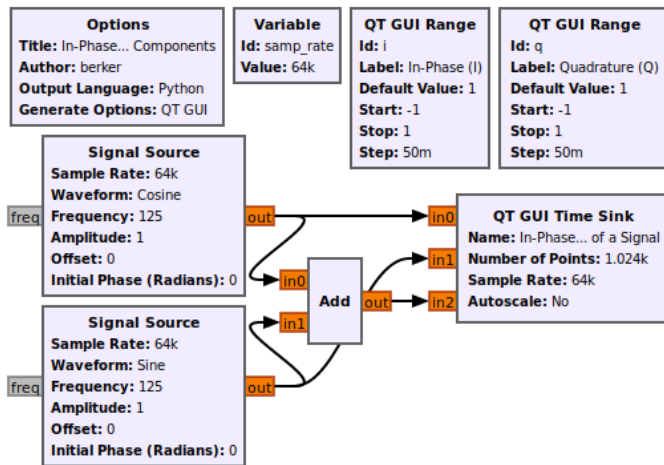 Options
Title: In-Phase... Components
Author: berker
Output Language: Python
Generate Options: QT GUI
Variable
Id: samp_rate
Value: 64k
QT GUI Range
Id: i
Label: In-Phase (I)
Default Value: 1
Start: -1
Stop: 1
Step: 50m
QT GUI Range
Id: q
Label: Quadrature (Q)
Default Value: 1
Start: -1
Stop: 1
Step: 50m
Signal Source
Sample Rate: 64k
Waveform: Cosine
Frequency: 125
Amplitude: 1
Offset: 0
Initial Phase (Radians): 0
freq
out
Signal Source
Sample Rate: 64k
Waveform: Sine
Frequency: 125
Amplitude: 1
Offset: 0
Initial Phase (Radians): 0
freq
out
in0
in1
Add
out
in0
in1
in2
QT GUI Time Sink
Name: In-Phase... of a Signal
Number of Points: 1.024k
Sample Rate: 64k
Autoscale: No